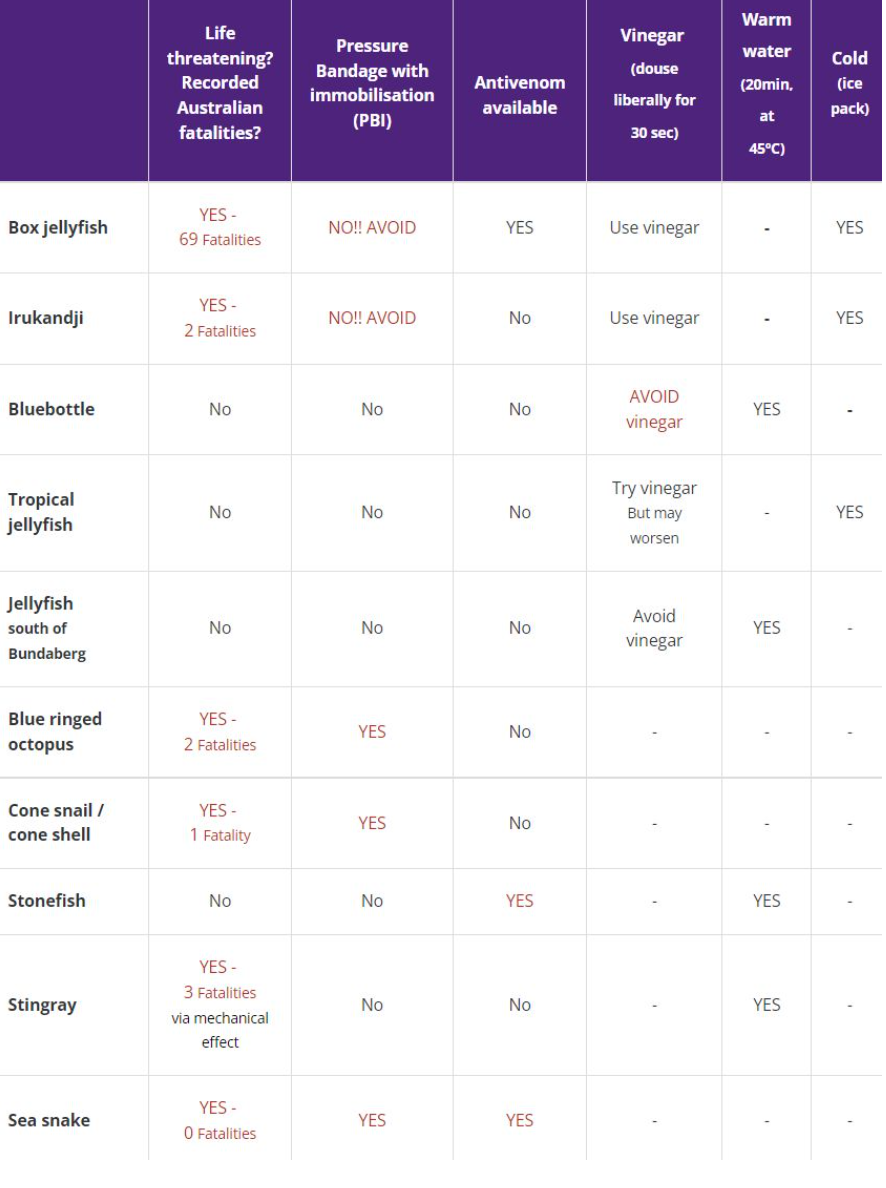 Life threatening? Recorded Australian fatalities? | Pressure Bandage with immobilisation (PBI) | Antivenom available | Vinegar (douse liberally for 30 sec) | Warm water (20min, at 45ºC) | Cold (ice pack)
Box jellyfish | YES - 69 Fatalities | NO!! AVOID | YES | Use vinegar | - | YES
Irukandji | YES - 2 Fatalities | NO!! AVOID | No | Use vinegar | - | YES
Bluebottle | No | No | No | AVOID vinegar | YES | -
Tropical jellyfish | No | No | No | Try vinegar But may worsen | - | YES
Jellyfish south of Bundaberg | No | No | No | Avoid vinegar | YES | -
Blue ringed octopus | YES - 2 Fatalities | YES | No | - | - | -
Cone snail / cone shell | YES - 1 Fatality | YES | No | - | - | -
Stonefish | No | No | YES | - | YES | -
Stingray | YES - 3 Fatalities via mechanical effect | No | No | - | YES | -
Sea snake | YES - 0 Fatalities | YES | YES | - | - | -